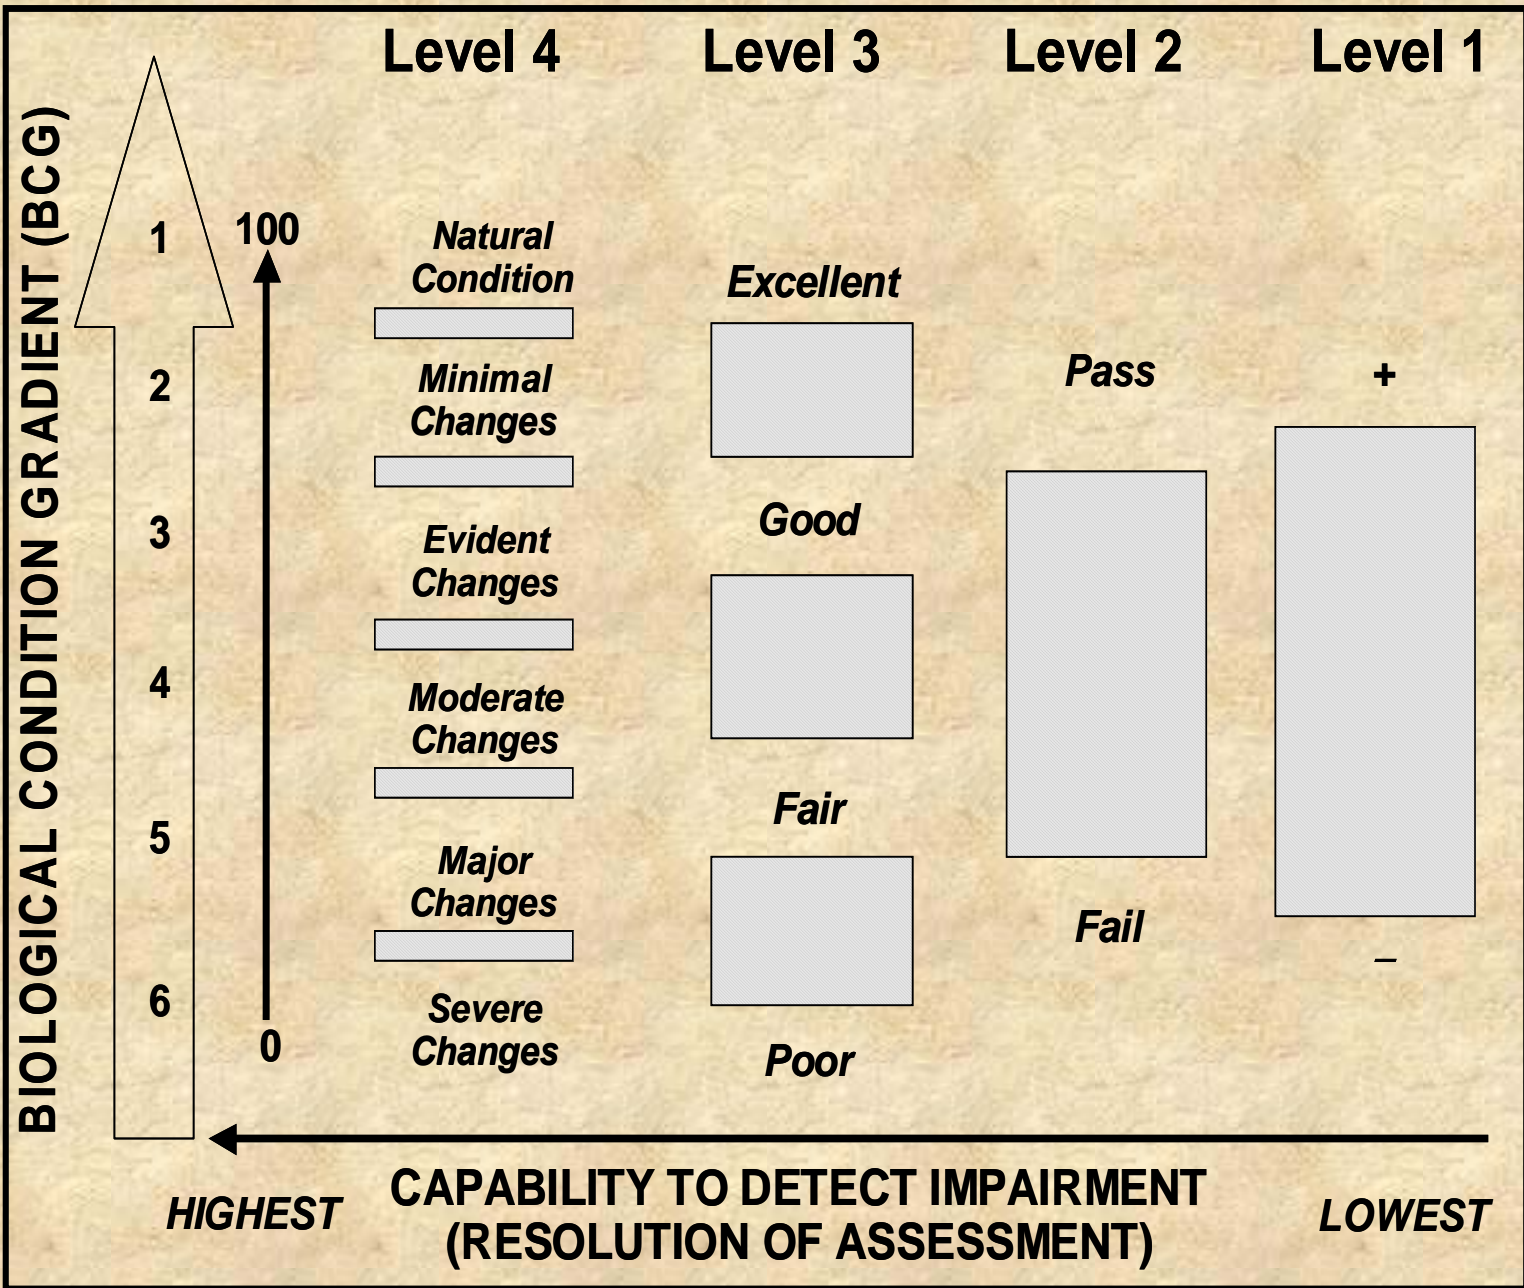 BIOLOGICAL CONDITION GRADIENT (BCG)
1
2
3
4
5
6
100
0
Level 4
Natural
Condition
Minimal
Changes
Evident
Changes
Moderate
Changes
Major
Changes
Severe
Changes
Level 3
Excellent
Good
Fair
Poor
Level 2
Pass
Fail
Level 1
+
–
HIGHEST
CAPABILITY TO DETECT IMPAIRMENT
(RESOLUTION OF ASSESSMENT)
LOWEST